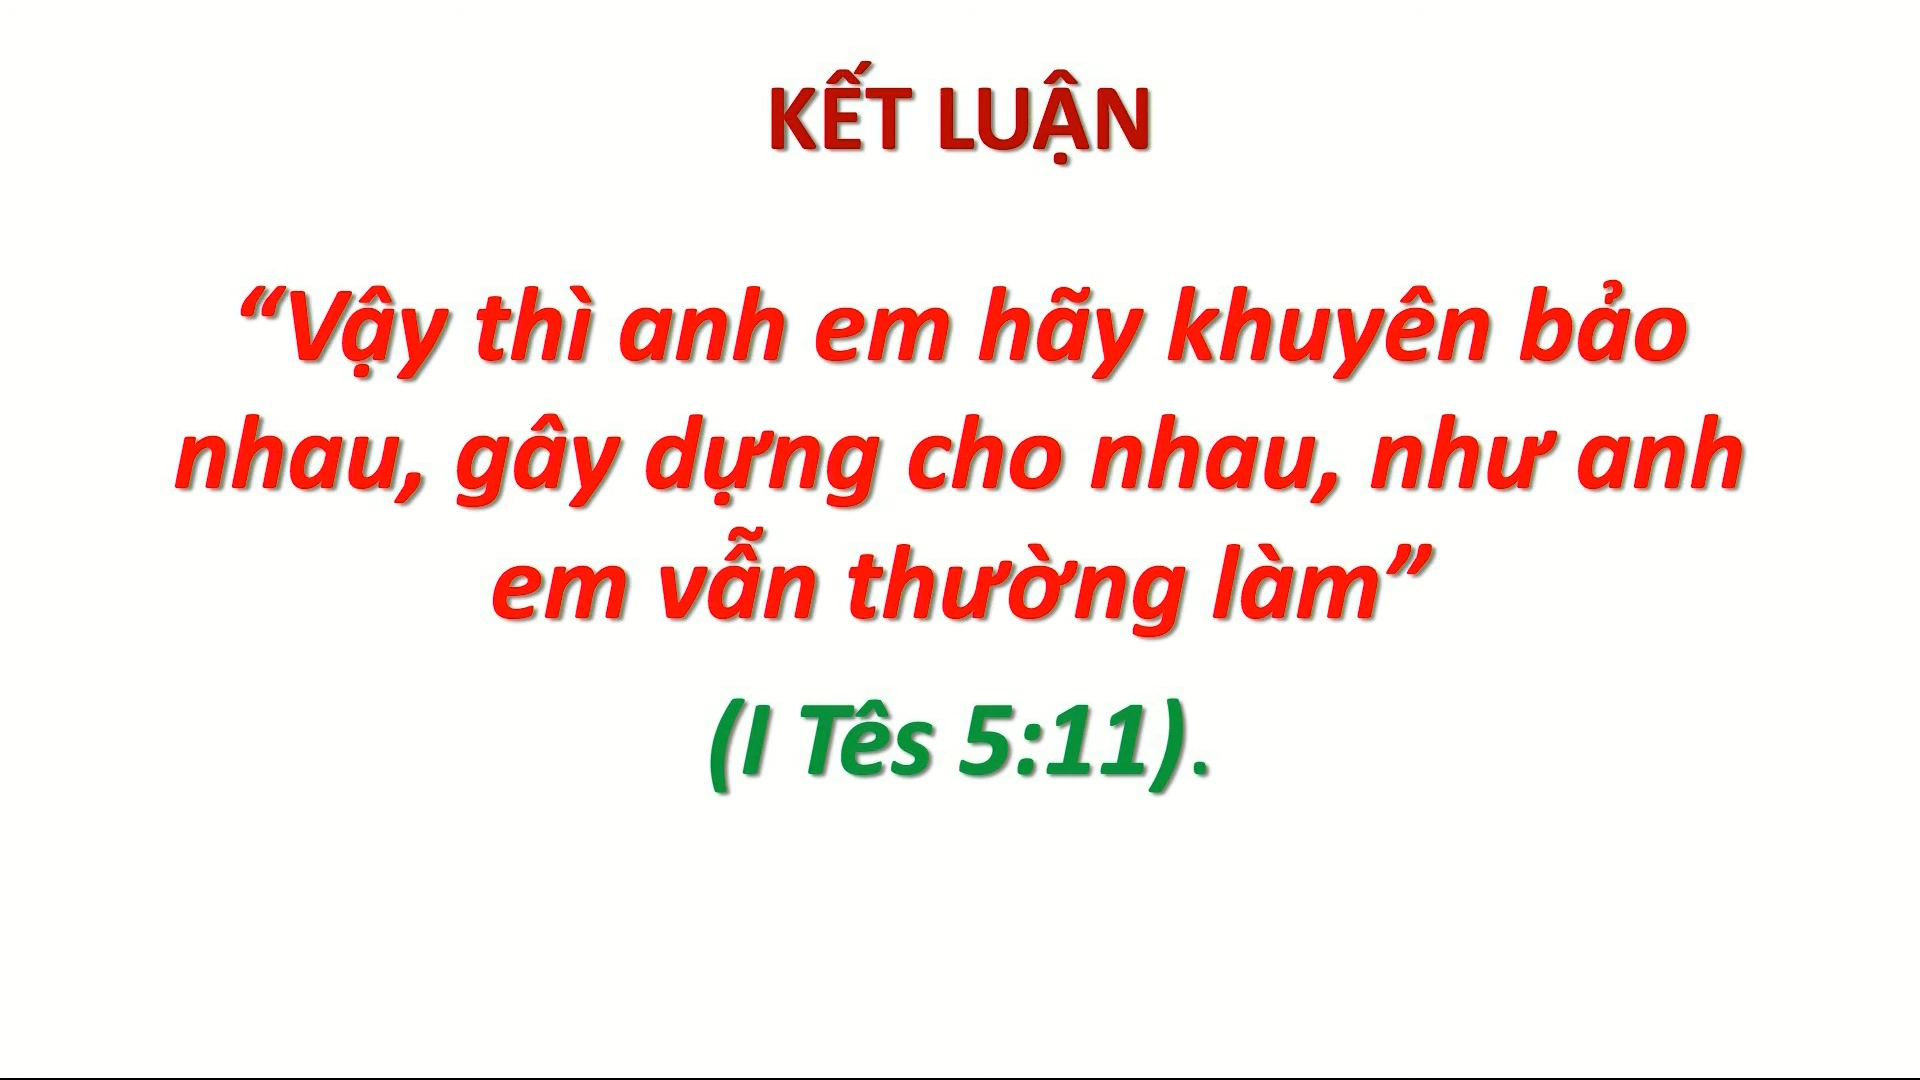 KẾT LUẬN
“Vậy thì anh em hãy khuyên bảo
nhau, gây dựng cho nhau, như anh
em vẫn thường làm”
(I Tês 5:11).